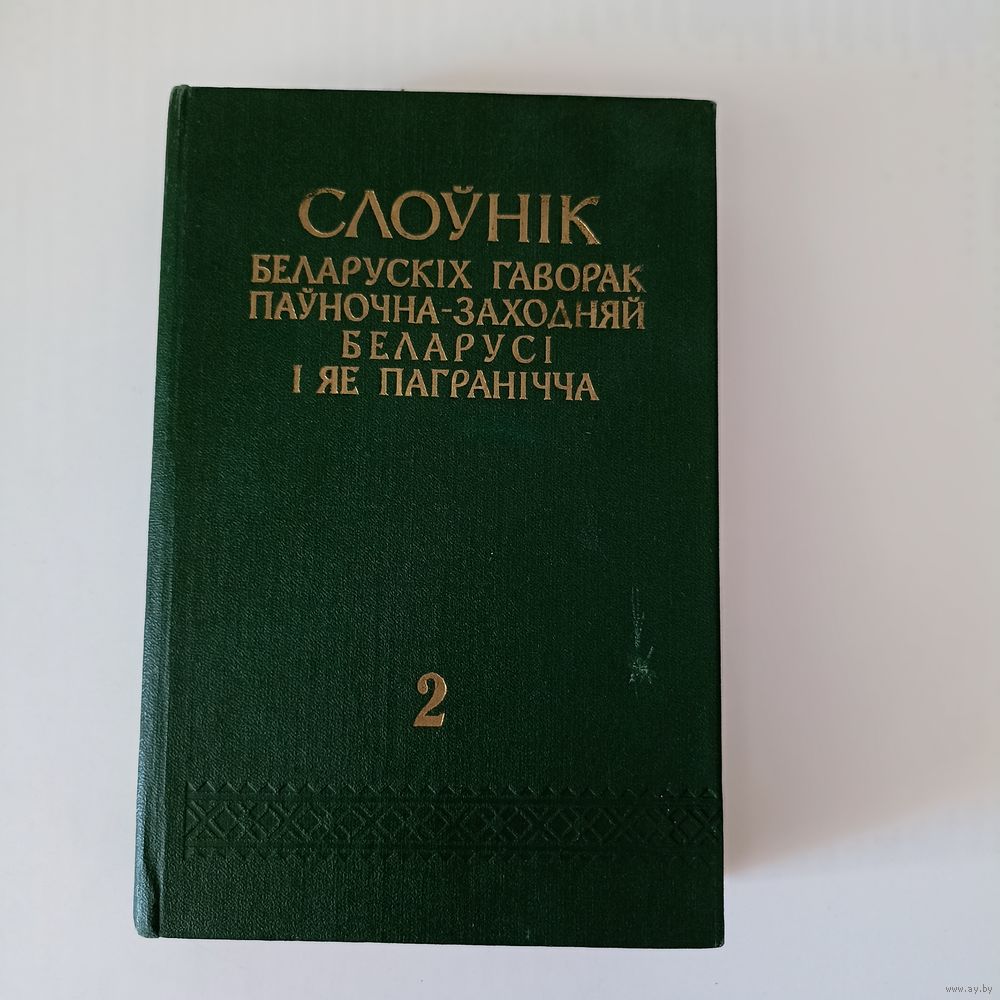 СЛОЎНІК
БЕЛАРУСКІХ ГАВОРАК
ПАЎНОЧНА-ЗАХОДНЯЙ
БЕЛАРУСІ
І ЯЕ ПАГРАНІЧЧА
2
www.ay.by